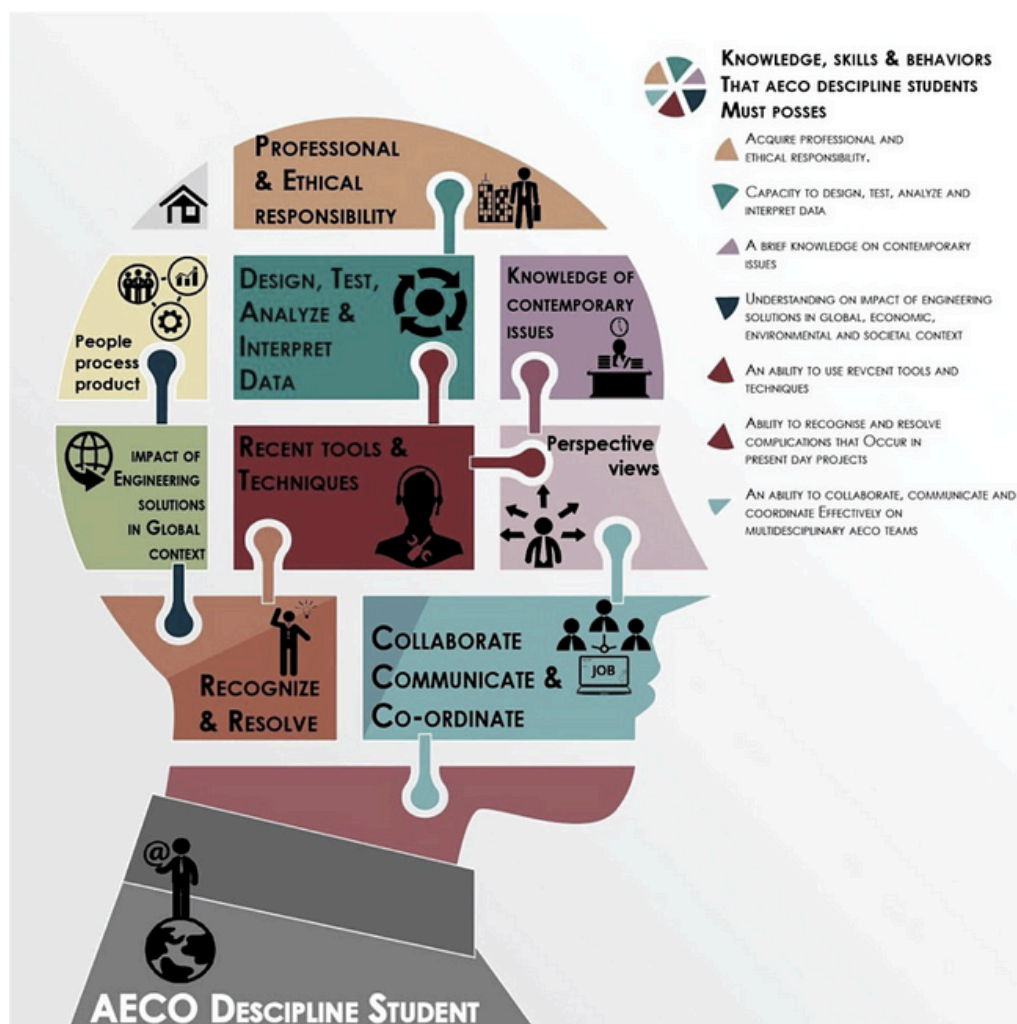 KNOWLEDGE, SKILLS & BEHAVIORS
THAT AECO DESCIPLINE STUDENTS
MUST POSSES
ACQUIRE PROFESSIONAL AND
ETHICAL RESPONSIBILITY.
CAPACITY TO DESIGN, TEST, ANALYZE AND
INTERPRET DATA
A BRIEF KNOWLEDGE ON CONTEMPORARY
ISSUES
UNDERSTANDING ON IMPACT OF ENGINEERING
SOLUTIONS IN GLOBAL, ECONOMIC,
ENVIRONMENTAL AND SOCIETAL CONTEXT
AN ABILITY TO USE REVCENT TOOLS AND
TECHNIQUES
ABILITY TO RECOGNISE AND RESOLVE
COMPLICATIONS THAT OCCUR IN
PRESENT DAY PROJECTS
AN ABILITY TO COLLABORATE, COMMUNICATE AND
COORDINATE EFFECTIVELY ON
MULTIDESCIPLINARY AECO TEAMS
PROFESSIONAL
& ETHICAL
RESPONSIBILITY
People
process
product
DESIGN, TEST,
ANALYZE &
INTERPRET
DATA
KNOWLEDGE OF
CONTEMPORARY
ISSUES
IMPACT OF
ENGINEERING
SOLUTIONS
IN GLOBAL
CONTEXT
RECENT TOOLS &
TECHNIQUES
Perspective
views
RECOGNIZE
& RESOLVE
COLLABORATE
COMMUNICATE &
CO-ORDINATE
JOB
@
AECO DESCIPLINE STUDENT